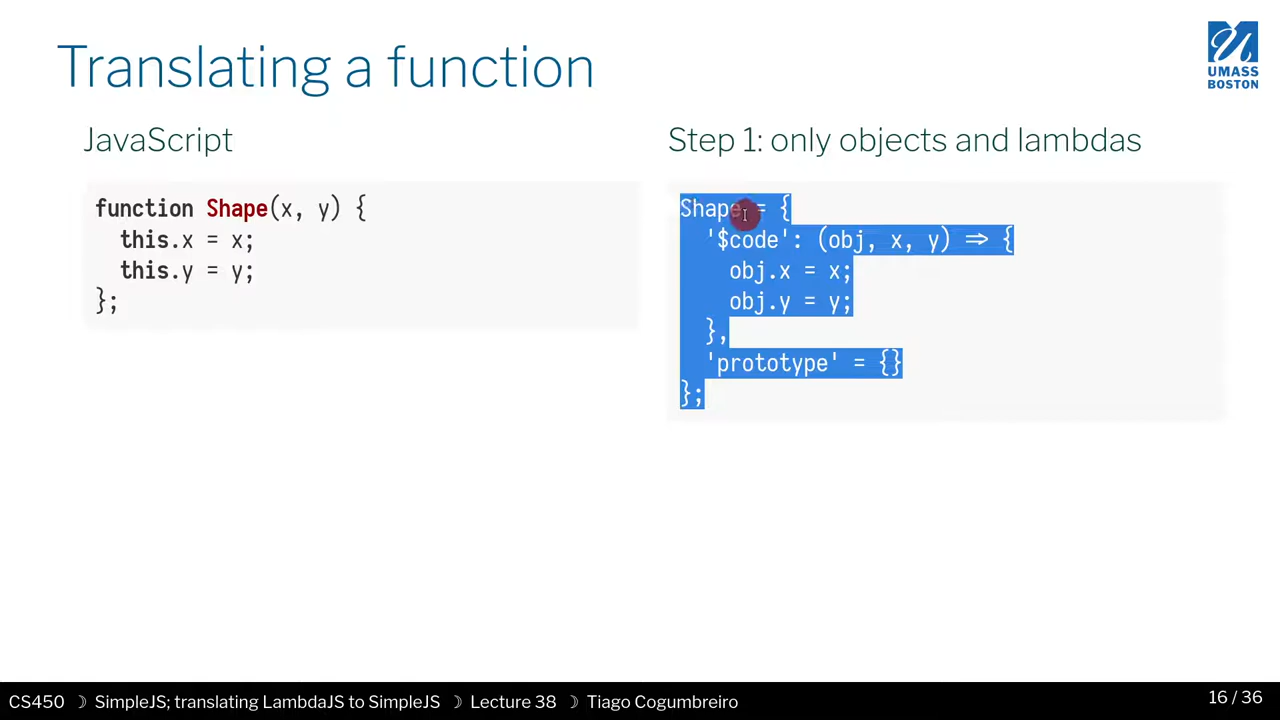 Translating a function
UMASS
BOSTON
JavaScript
function Shape(x, y) {
this.x = x;
this.y = y;
};
Step 1: only objects and lambdas
Shape = {
'$code': (obj, x, y) ⇒ {
obj.x = x;
obj.y = y;
},
'prototype' = {}
};
CS450 ☽ SimpleJS; translating LambdaJS to SimpleJS ☽ Lecture 38 ☽ Tiago Cogumbreiro
16 / 36